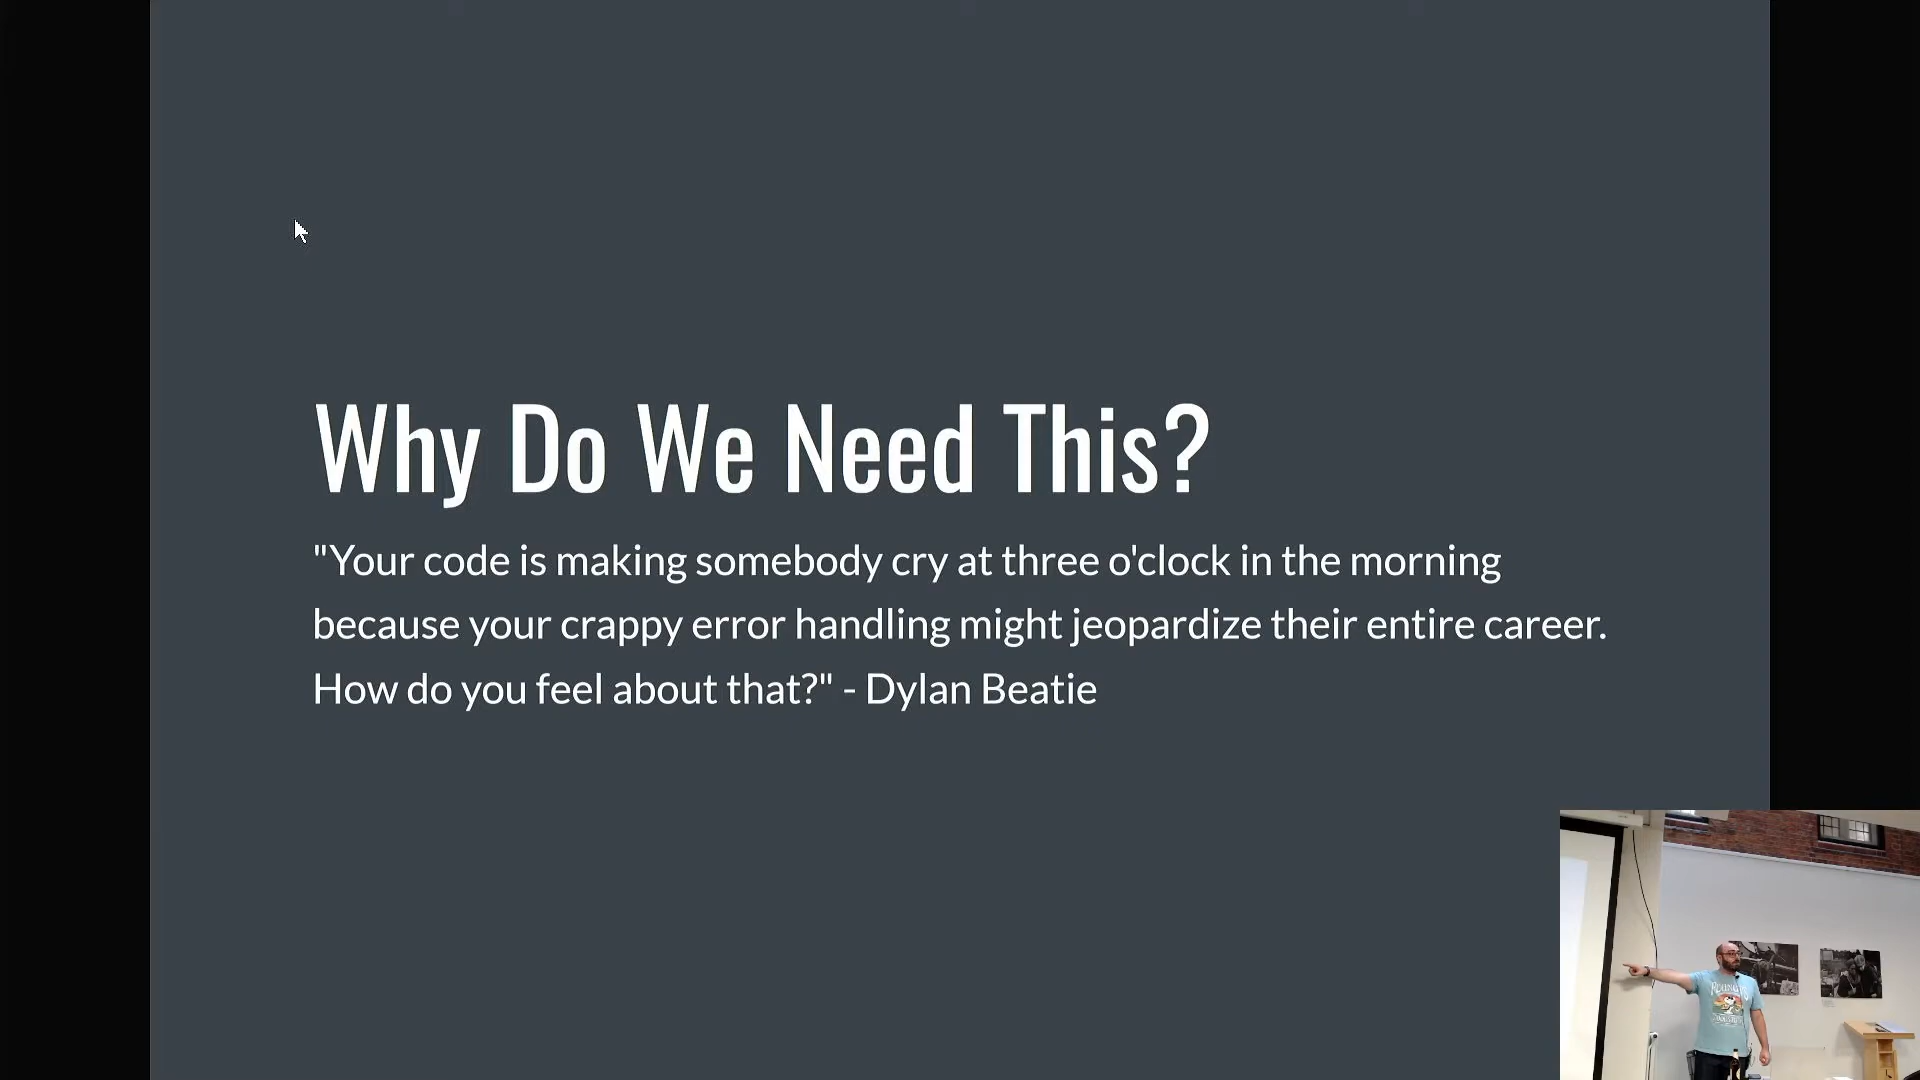 Why Do We Need This?
"Your code is making somebody cry at three o'clock in the morning
because your crappy error handling might jeopardize their entire career.
How do you feel about that?" - Dylan Beatie